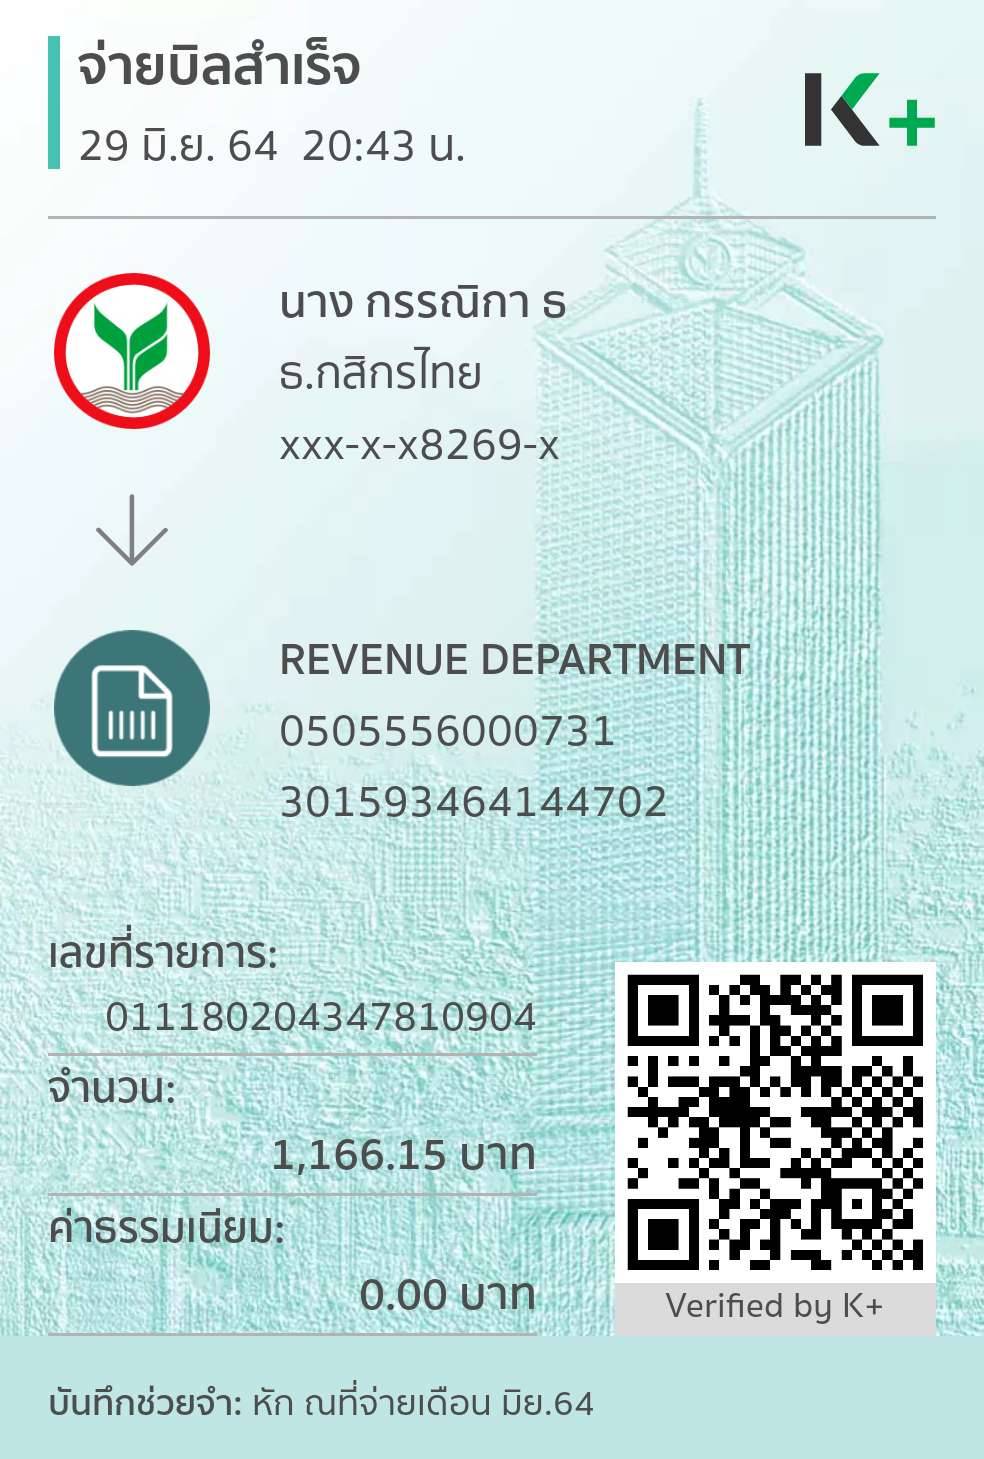 จ่ายบิลสำเร็จ
29 มิ.ย. 64 20:43 น.
K+
นาง กรรณิกา ธ
ธ.กสิกรไทย
xxx-x-x8269-x
REVENUE DEPARTMENT
0505556000731
301593464144702
เลขที่รายการ:
011180204347810904
จำนวน:
1,166.15 บาท
ค่าธรรมเนียม:
0.00 บาท
Verified by K+
บันทึกช่วยจำ: หัก ณที่จ่ายเดือน มิย.64